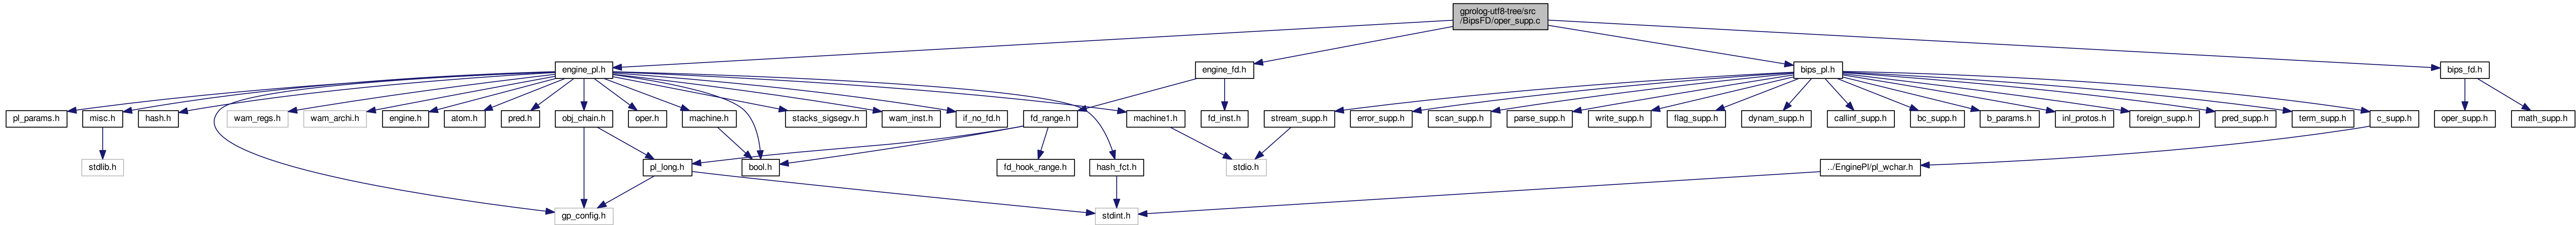 gprolog-utf8-tree/src
/BipsFD/oper_supp.c
engine_pl.h
engine_fd.h
bips_pl.h
bips_fd.h
pl_params.h
misc.h
hash.h
wam_regs.h
wam_archi.h
engine.h
atom.h
pred.h
obj_chain.h
oper.h
machine.h
stacks_sigsegv.h
wam_inst.h
if_no_fd.h
fd_range.h
machine1.h
fd_inst.h
stream_supp.h
error_supp.h
scan_supp.h
parse_supp.h
write_supp.h
flag_supp.h
dynam_supp.h
callinf_supp.h
bc_supp.h
b_params.h
inl_protos.h
foreign_supp.h
pred_supp.h
term_supp.h
c_supp.h
oper_supp.h
math_supp.h
stdlib.h
pl_long.h
bool.h
fd_hook_range.h
hash_fct.h
stdio.h
../EnginePl/pl_wchar.h
gp_config.h
stdint.h